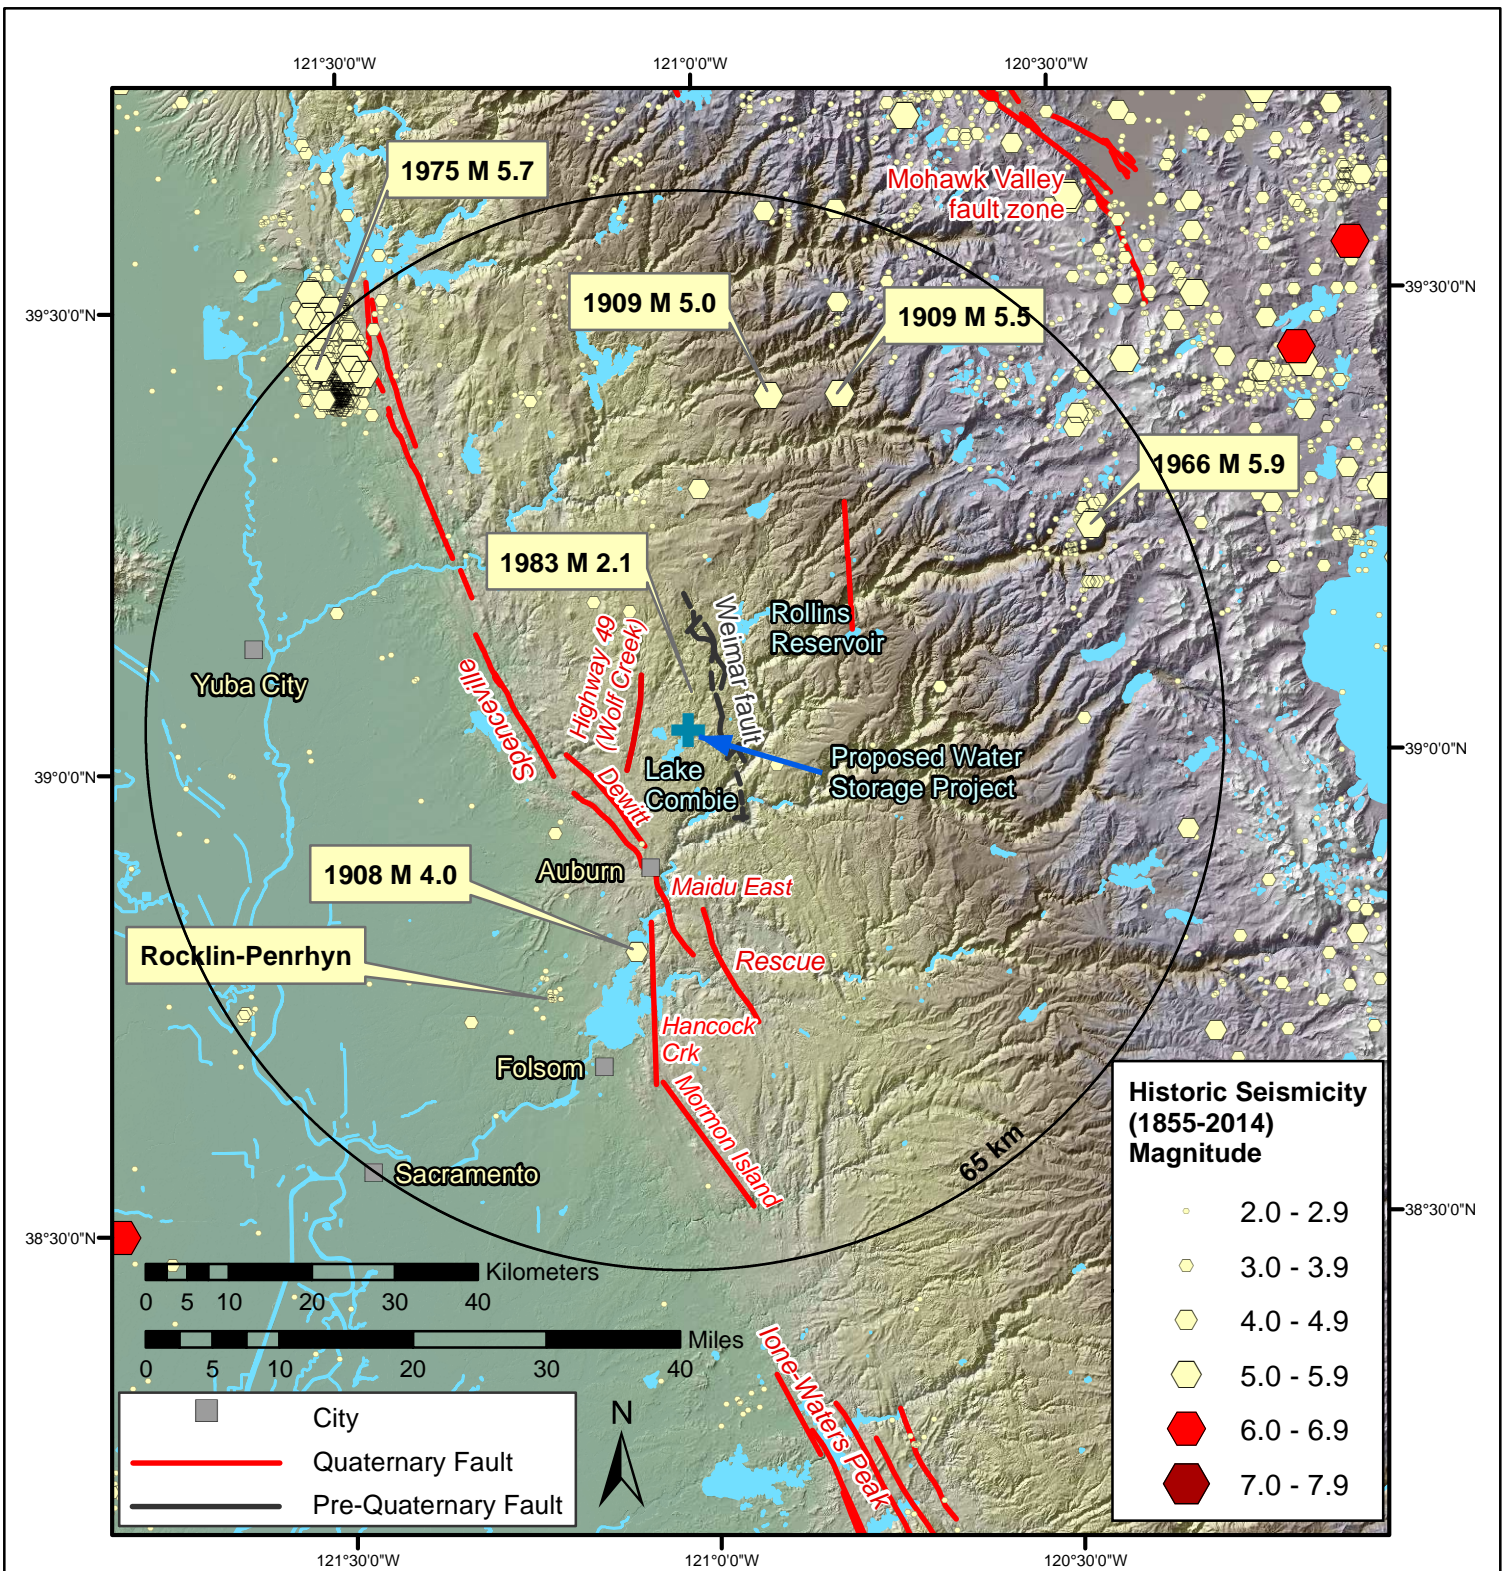 121°30'0"W
121°0'0"W
120°30'0"W
1975 M 5.7
Mohawk Valley
fault zone
1909 M 5.0
1909 M 5.5
39°30'0"N
39°30'0"N
1966 M 5.9
1983 M 2.1
Weimar fault
Rollins
Reservoir
Highway 49
(Wolf Creek)
Yuba City
Spenceville
39°0'0"N
39°0'0"N
Lake
Combie
Proposed Water
Storage Project
Dewitt
1908 M 4.0
Auburn
Maidu East
Rocklin-Penrhyn
Rescue
Hancock
Crk
Folsom
Mormon Island
65 km
Sacramento
38°30'0"N
38°30'0"N
Kilometers
0 5 10 20 30 40
Miles
0 5 10 20 30 40
Ione-Waters Peak
City
Quaternary Fault
Pre-Quaternary Fault
N
Historic Seismicity
(1855-2014)
Magnitude
2.0 - 2.9
3.0 - 3.9
4.0 - 4.9
5.0 - 5.9
6.0 - 6.9
7.0 - 7.9
121°30'0"W
121°0'0"W
120°30'0"W